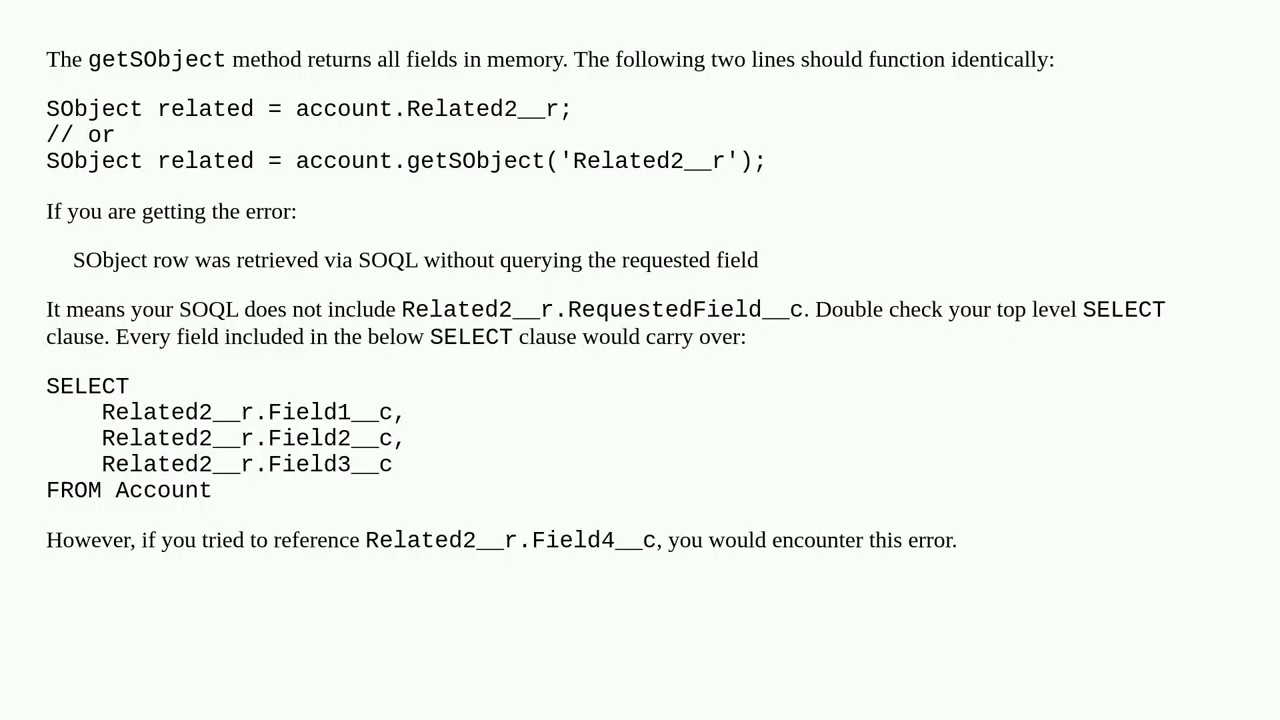 The getSObject method returns all fields in memory. The following two lines should function identically:
SObject related = account.Related2__r;
// or
SObject related = account.getSObject('Related2__r');
If you are getting the error:
SObject row was retrieved via SOQL without querying the requested field
It means your SOQL does not include Related2__r.RequestedField__c. Double check your top level SELECT
clause. Every field included in the below SELECT clause would carry over:
SELECT
    Related2__r.Field1__c,
    Related2__r.Field2__c,
    Related2__r.Field3__c
FROM Account
However, if you tried to reference Related2__r.Field4__c, you would encounter this error.